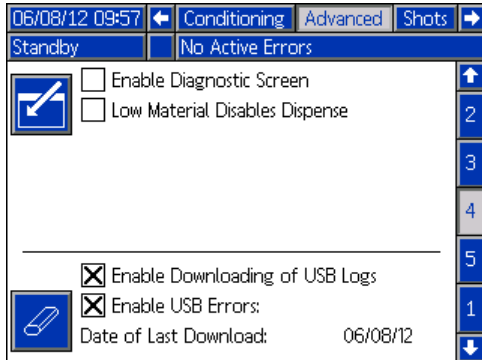 06/08/12 09:57 Conditioning Advanced Shots
Standby No Active Errors
Enable Diagnostic Screen
Low Material Disables Dispense
2
3
4
5
1
Enable Downloading of USB Logs
Enable USB Errors:
Date of Last Download: 06/08/12